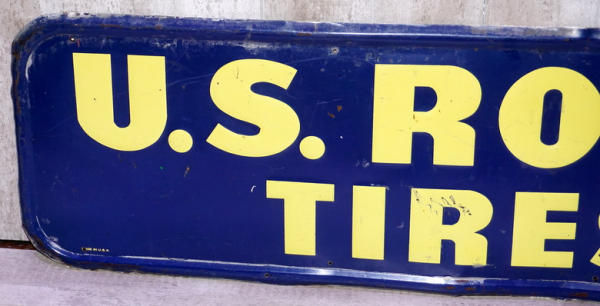 U.S. RO
TIRES